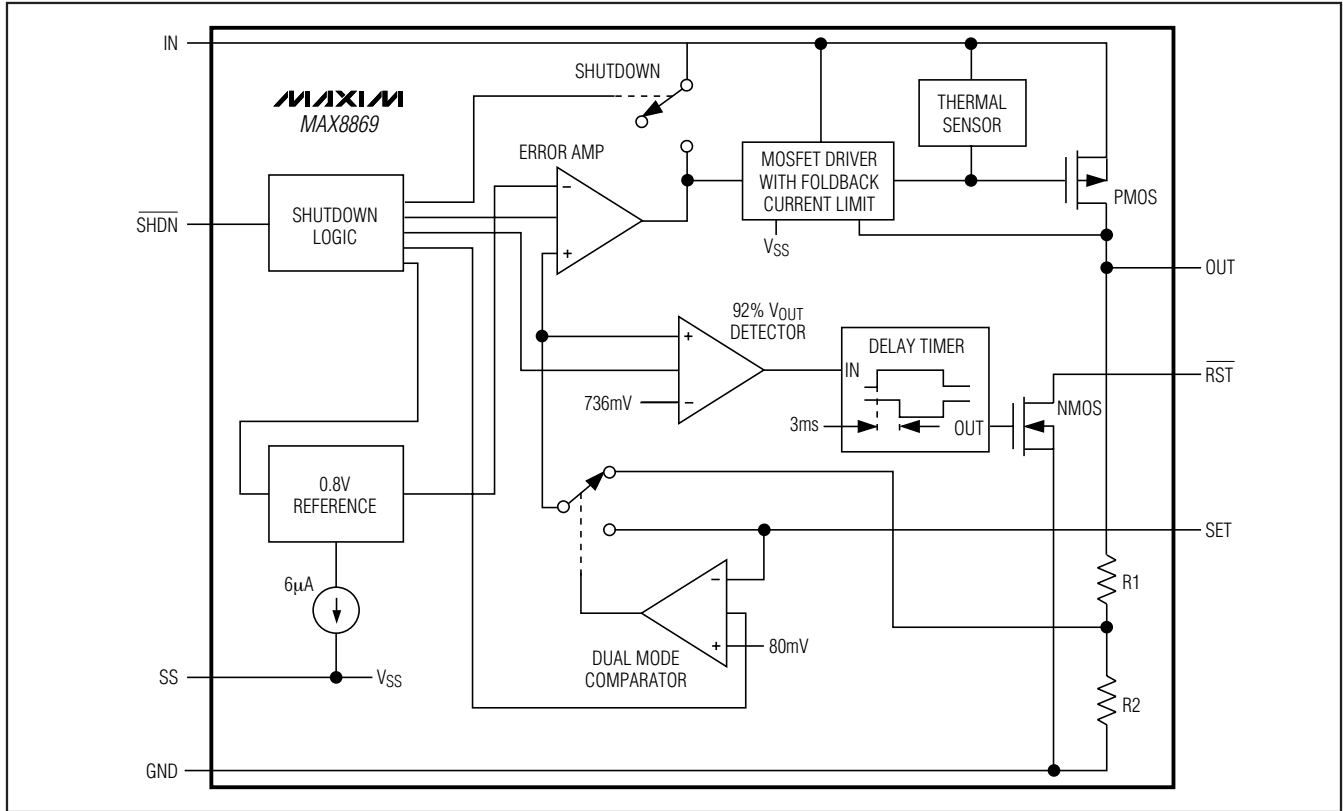 IN
SHUTDOWN
MAXIM
MAX8869
THERMAL
SENSOR
ERROR AMP
MOSFET DRIVER
WITH FOLDBACK
CURRENT LIMIT
PMOS
SHDN
SHUTDOWN
LOGIC
−
+
VSS
OUT
92% VOUT
DETECTOR
DELAY TIMER
+
IN
RST
736mV
−
NMOS
3ms
OUT
0.8V
REFERENCE
SET
6µA
−
R1
+
80mV
DUAL MODE
COMPARATOR
SS
VSS
R2
GND